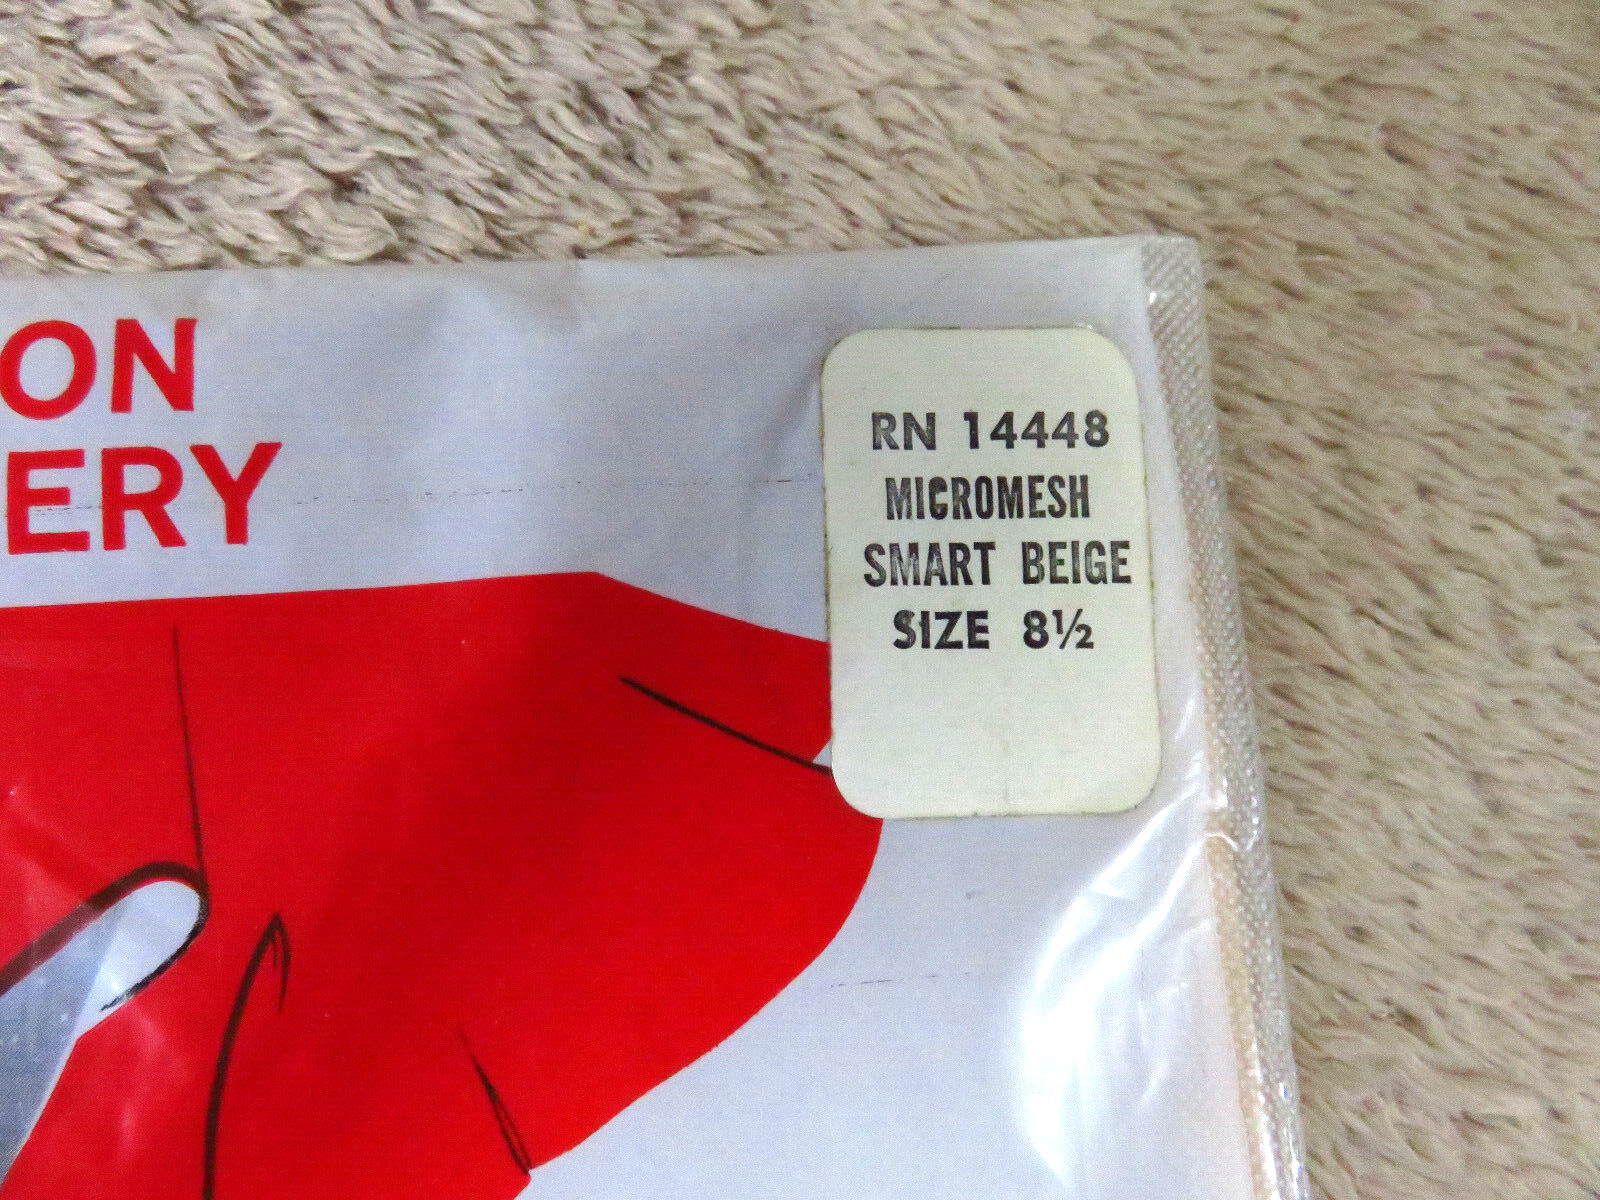 ON
ERY
RN 14448
MICROMESH
SMART BEIGE
SIZE 8½